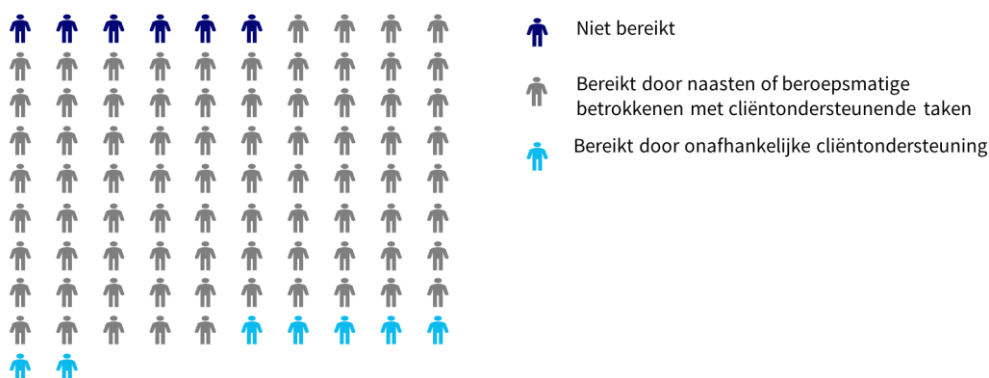 Niet bereikt
Bereikt door naasten of beroepsmatige
betrokkenen met cliëntondersteunende taken
Bereikt door onafhankelijke cliëntondersteuning